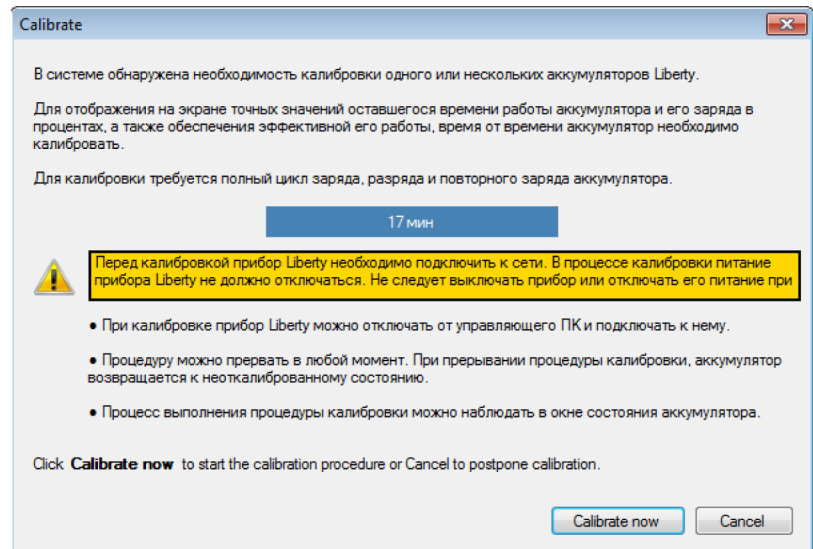 Calibrate
В системе обнаружена необходимость калибровки одного или нескольких аккумуляторов Liberty.
Для отображения на экране точных значений оставшегося времени работы аккумулятора и его заряда в
процентах, а также обеспечения эффективной его работы, время от времени аккумулятор необходимо
калибровать.
Для калибровки требуется полный цикл заряда, разряда и повторного заряда аккумулятора.
17 мин
Перед калибровкой прибор Liberty необходимо подключить к сети. В процессе калибровки питание
прибора Liberty не должно отключаться. Не следует выключать прибор или отключать его питание при
• При калибровке прибор Liberty можно отключать от управляющего ПК и подключать к нему.
• Процедуру можно прервать в любой момент. При прерывании процедуры калибровки, аккумулятор
возвращается к неоткалиброванному состоянию.
• Процесс выполнения процедуры калибровки можно наблюдать в окне состояния аккумулятора.
Click Calibrate now to start the calibration procedure or Cancel to postpone calibration.
Calibrate now Cancel